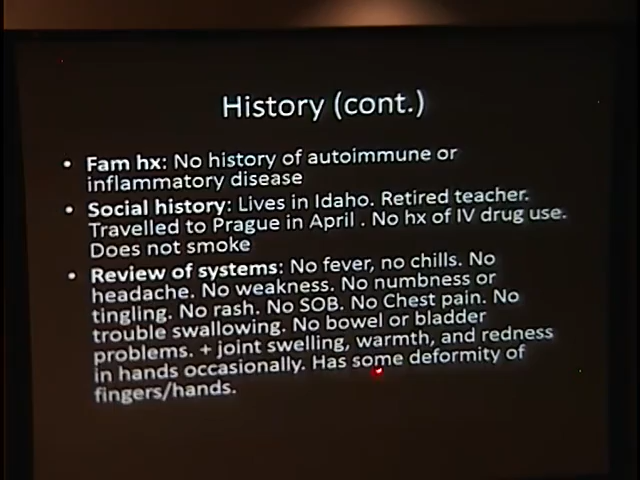 History (cont.)
• Fam hx: No history of autoimmune or
inflammatory disease
• Social history: Lives in Idaho. Retired teacher.
Travelled to Prague in April . No hx of IV drug use.
Does not smoke
• Review of systems: No fever, no chills. No
headache. No weakness. No numbness or
tingling. No rash. No SOB. No Chest pain. No
trouble swallowing. No bowel or bladder
problems. + joint swelling, warmth, and redness
in hands occasionally. Has some deformity of
fingers/hands.